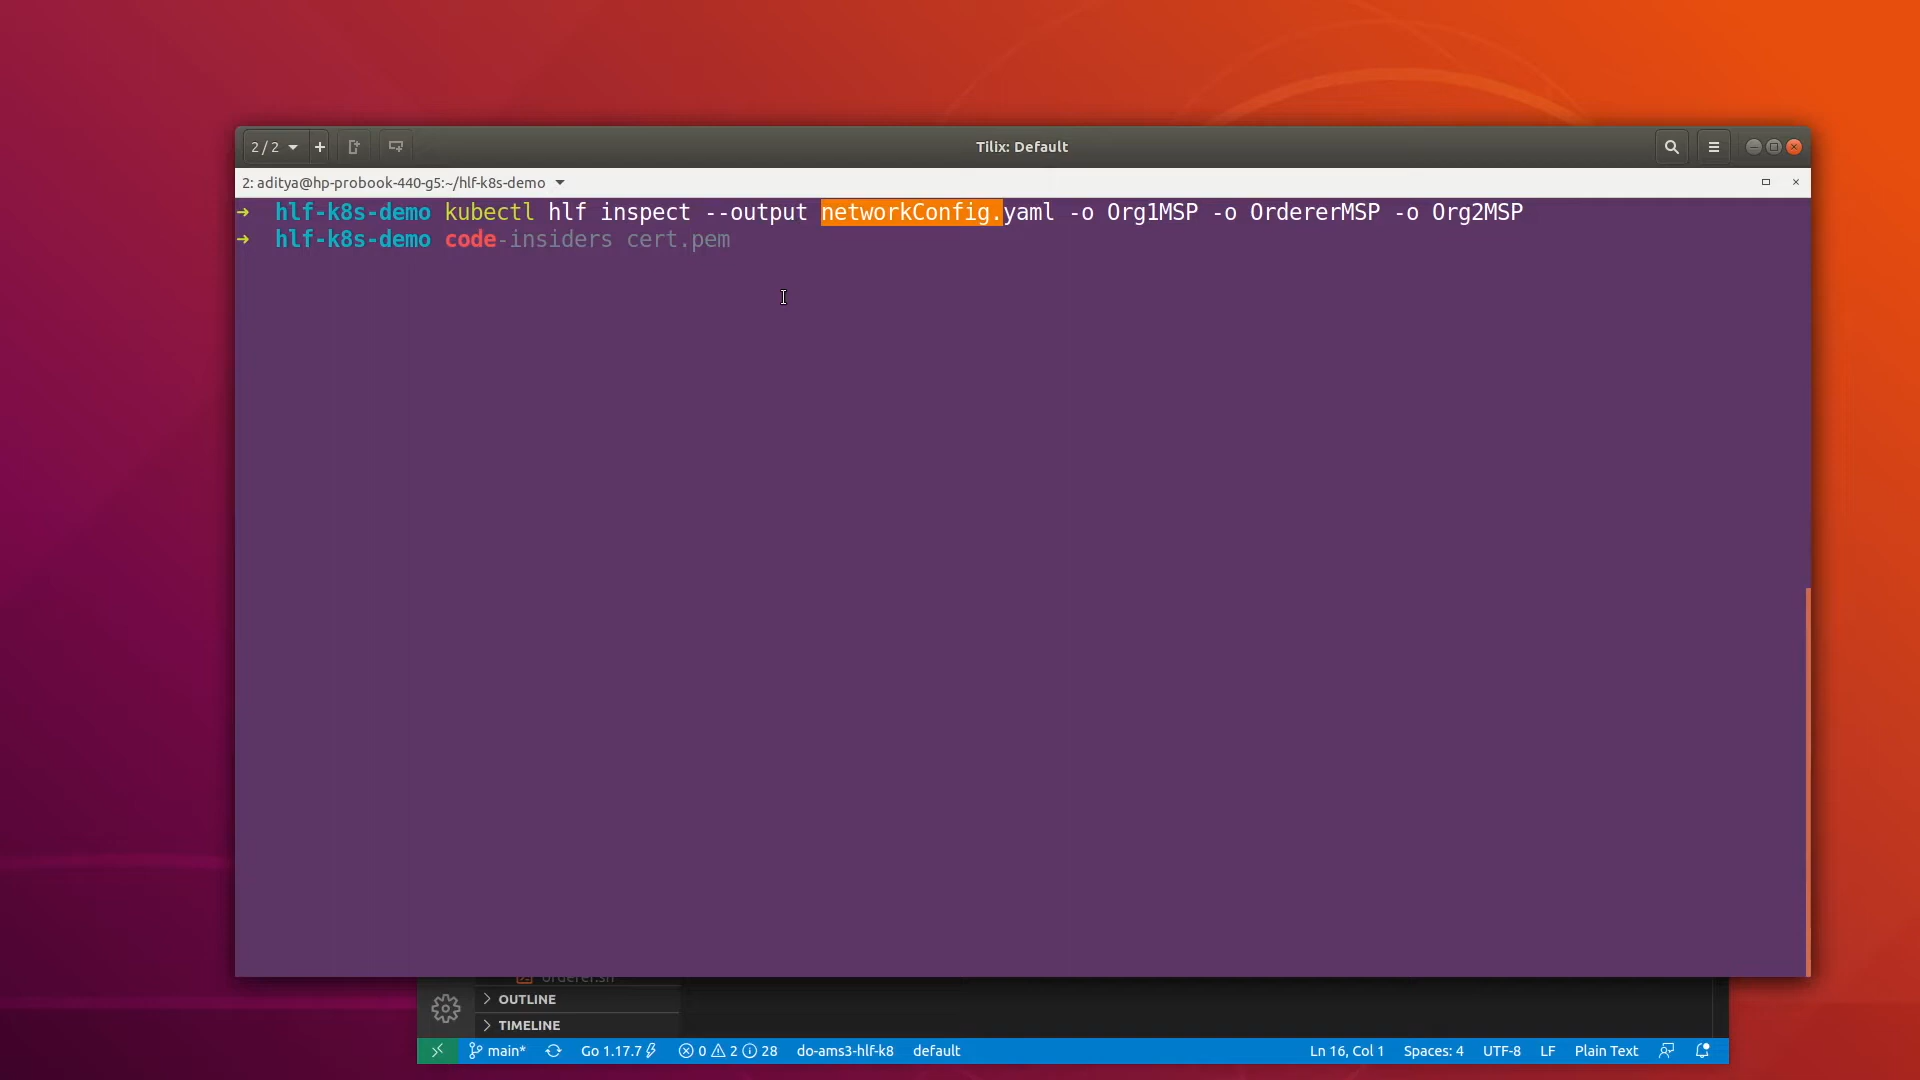 2 / 2
Tilix: Default
2: aditya@hp-probook-440-g5:~/hlf-k8s-demo
➜ hlf-k8s-demo kubectl hlf inspect --output networkConfig.yaml -o Org1MSP -o OrdererMSP -o Org2MSP
➜ hlf-k8s-demo code-insiders cert.pem
orderer.sh
OUTLINE
TIMELINE
main* Go 1.17.7 0 2 28 do-ams3-hlf-k8 default Ln 16, Col 1 Spaces: 4 UTF-8 LF Plain Text